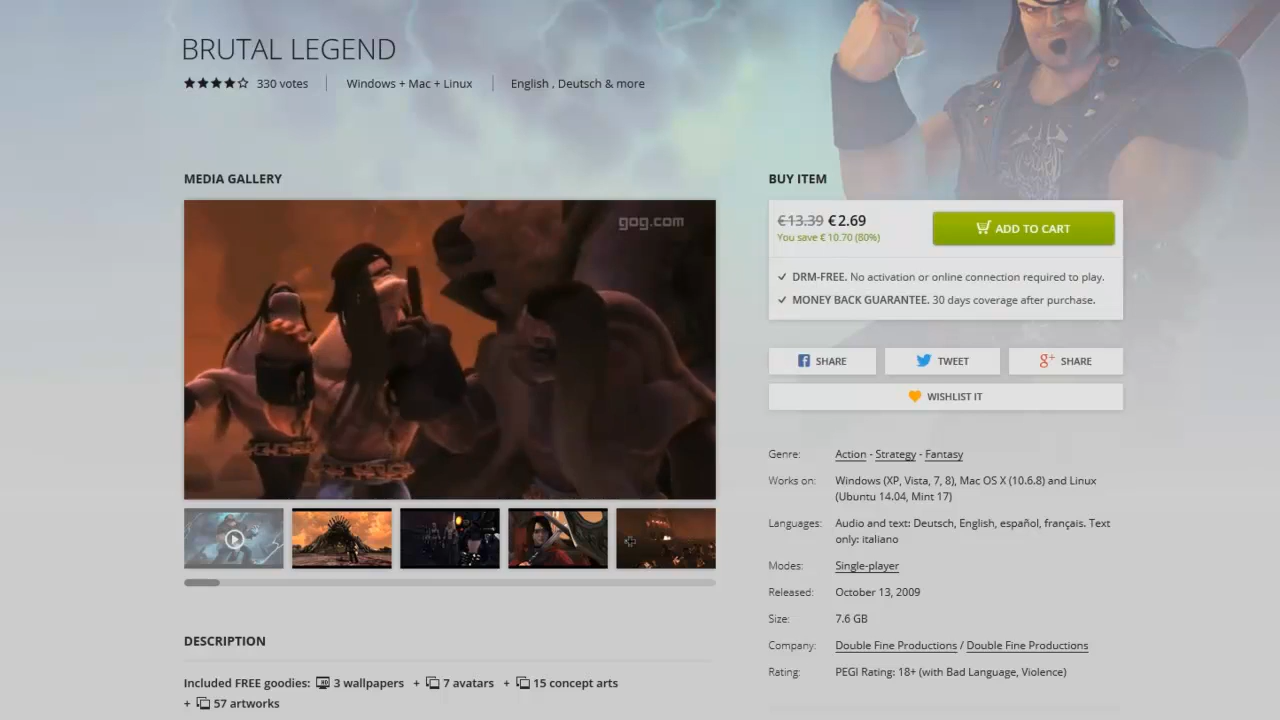 BRUTAL LEGEND
330 votes
Windows + Mac + Linux
English , Deutsch & more
MEDIA GALLERY
gog.com
BUY ITEM
€13.39 €2.69
You save € 10.70 (80%)
ADD TO CART
DRM-FREE. No activation or online connection required to play.
MONEY BACK GUARANTEE. 30 days coverage after purchase.
SHARE
TWEET
g+ SHARE
WISHLIST IT
Genre: Action - Strategy - Fantasy
Works on: Windows (XP, Vista, 7, 8), Mac OS X (10.6.8) and Linux
(Ubuntu 14.04, Mint 17)
Languages: Audio and text: Deutsch, English, español, français. Text
only: italiano
Modes: Single-player
Released: October 13, 2009
Size: 7.6 GB
Company: Double Fine Productions / Double Fine Productions
Rating: PEGI Rating: 18+ (with Bad Language, Violence)
DESCRIPTION
Included FREE goodies: 3 wallpapers + 7 avatars + 15 concept arts
+ 57 artworks